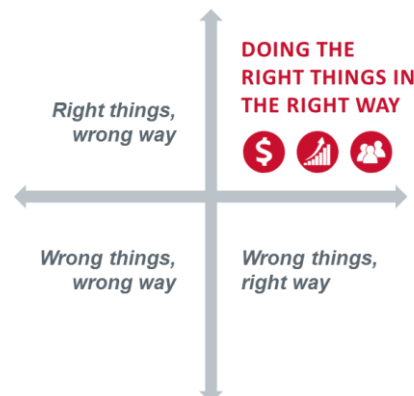 DOING THE
RIGHT THINGS IN
THE RIGHT WAY
Right things,
wrong way
$
Wrong things,
wrong way
Wrong things,
right way